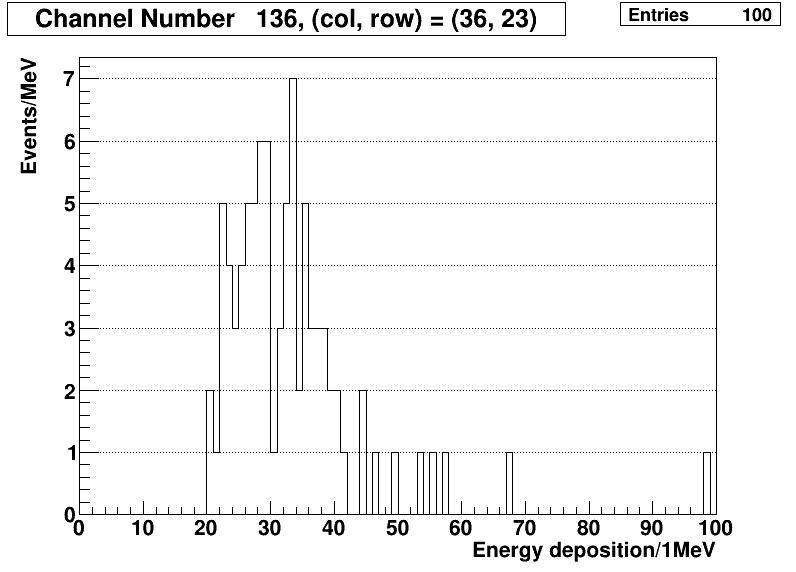 Channel Number 136, (col, row) = (36, 23)
Entries 100
Events/MeV
7
6
5
4
3
2
1
0
0 10 20 30 40 50 60 70 80 90 100
Energy deposition/1MeV